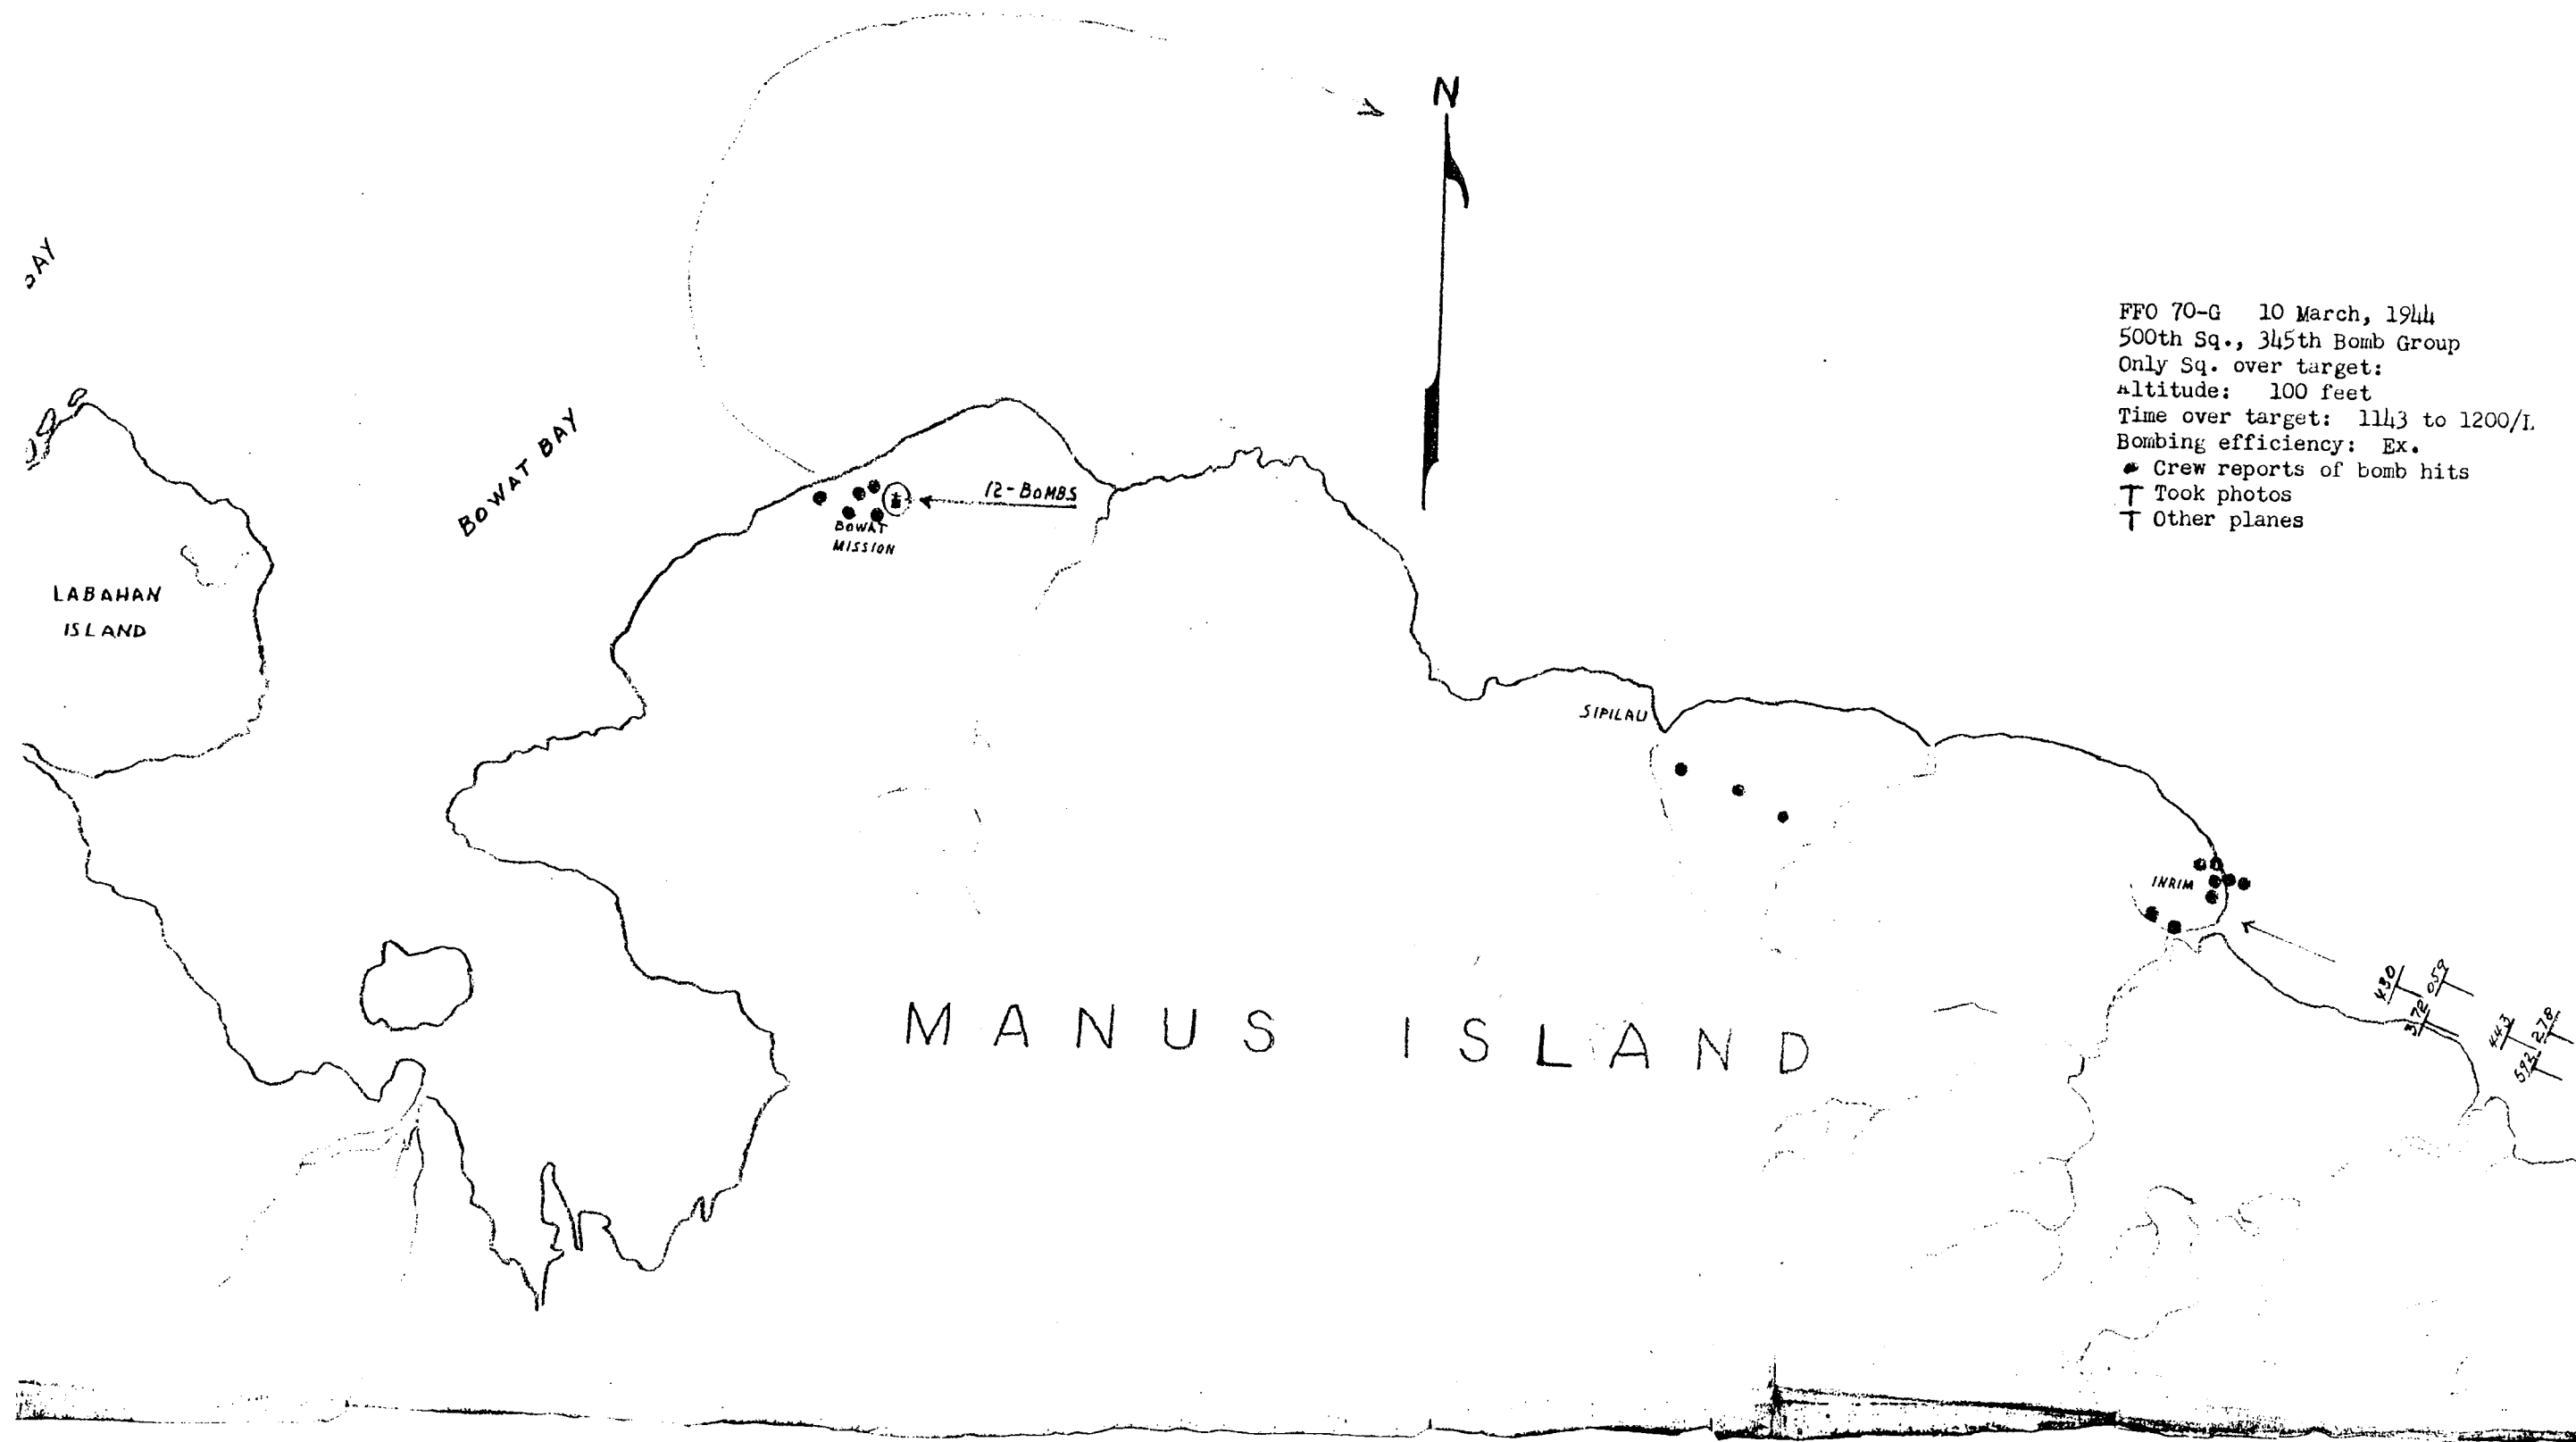 N
BOWAT BAY
LABAHAN
ISLAND
12-BOMBS
BOWAT
MISSION
SIPILAU
INRIM
MANUS ISLAND
FFO 70-G 10 March, 1944
500th Sq., 345th Bomb Group
Only Sq. over target:
Altitude: 100 feet
Time over target: 1143 to 1200/L
Bombing efficiency: Ex.
Crew reports of bomb hits
Took photos
Other planes
430
059
372
443
278
592